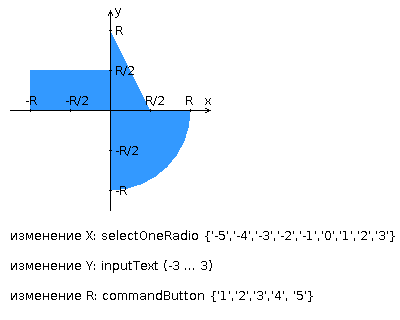 y
R
R/2
-R -R/2 R/2 R x
-R/2
-R
изменение X: selectOneRadio {'-5','-4','-3','-2','-1','0','1','2','3'}
изменение Y: inputText (-3 ... 3)
изменение R: commandButton {'1','2','3','4', '5'}